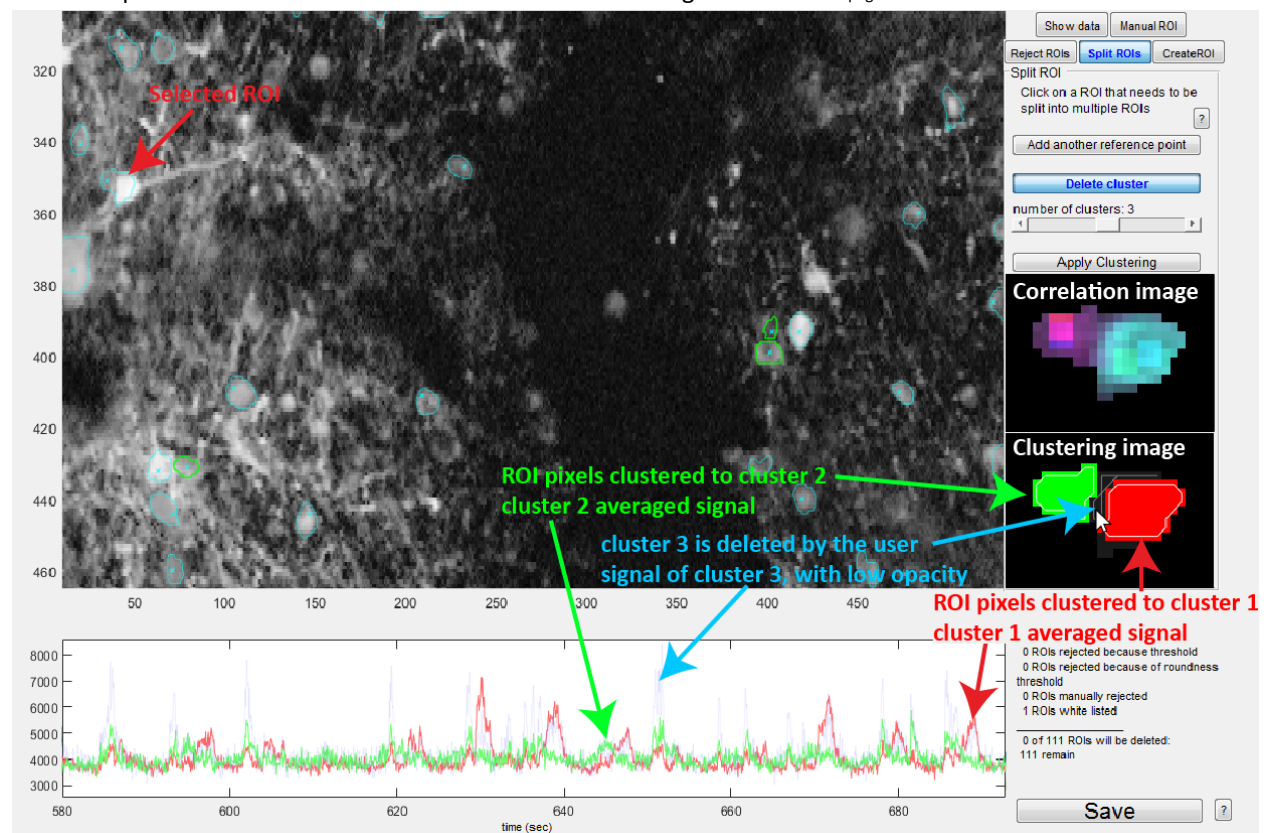 Show data
Manual ROI
Reject ROIs
Split ROIs
CreateROI
Split ROI
Click on a ROI that needs to be
split into multiple ROIs
?
Add another reference point
Delete cluster
number of clusters: 3
Apply Clustering
Correlation image
Clustering image
Selected ROI
320
340
360
380
400
420
440
460
50
100
150
200
250
300
350
400
450
ROI pixels clustered to cluster 2
cluster 2 averaged signal
cluster 3 is deleted by the user
signal of cluster 3, with low opacity
ROI pixels clustered to cluster 1
cluster 1 averaged signal
0 ROIs rejected because threshold
0 ROIs rejected because of roundness
threshold
0 ROIs manually rejected
1 ROIs white listed
0 of 111 ROIs will be deleted:
111 remain
8000
7000
6000
5000
4000
3000
580
600
620
640
660
680
time (sec)
Save
?